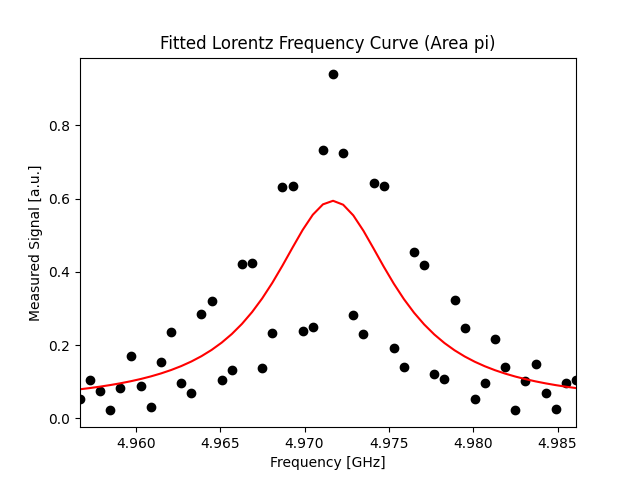 Fitted Lorentz Frequency Curve (Area pi)
Measured Signal [a.u.]
0.8
0.6
0.4
0.2
0.0
4.960 4.965 4.970 4.975 4.980 4.985
Frequency [GHz]